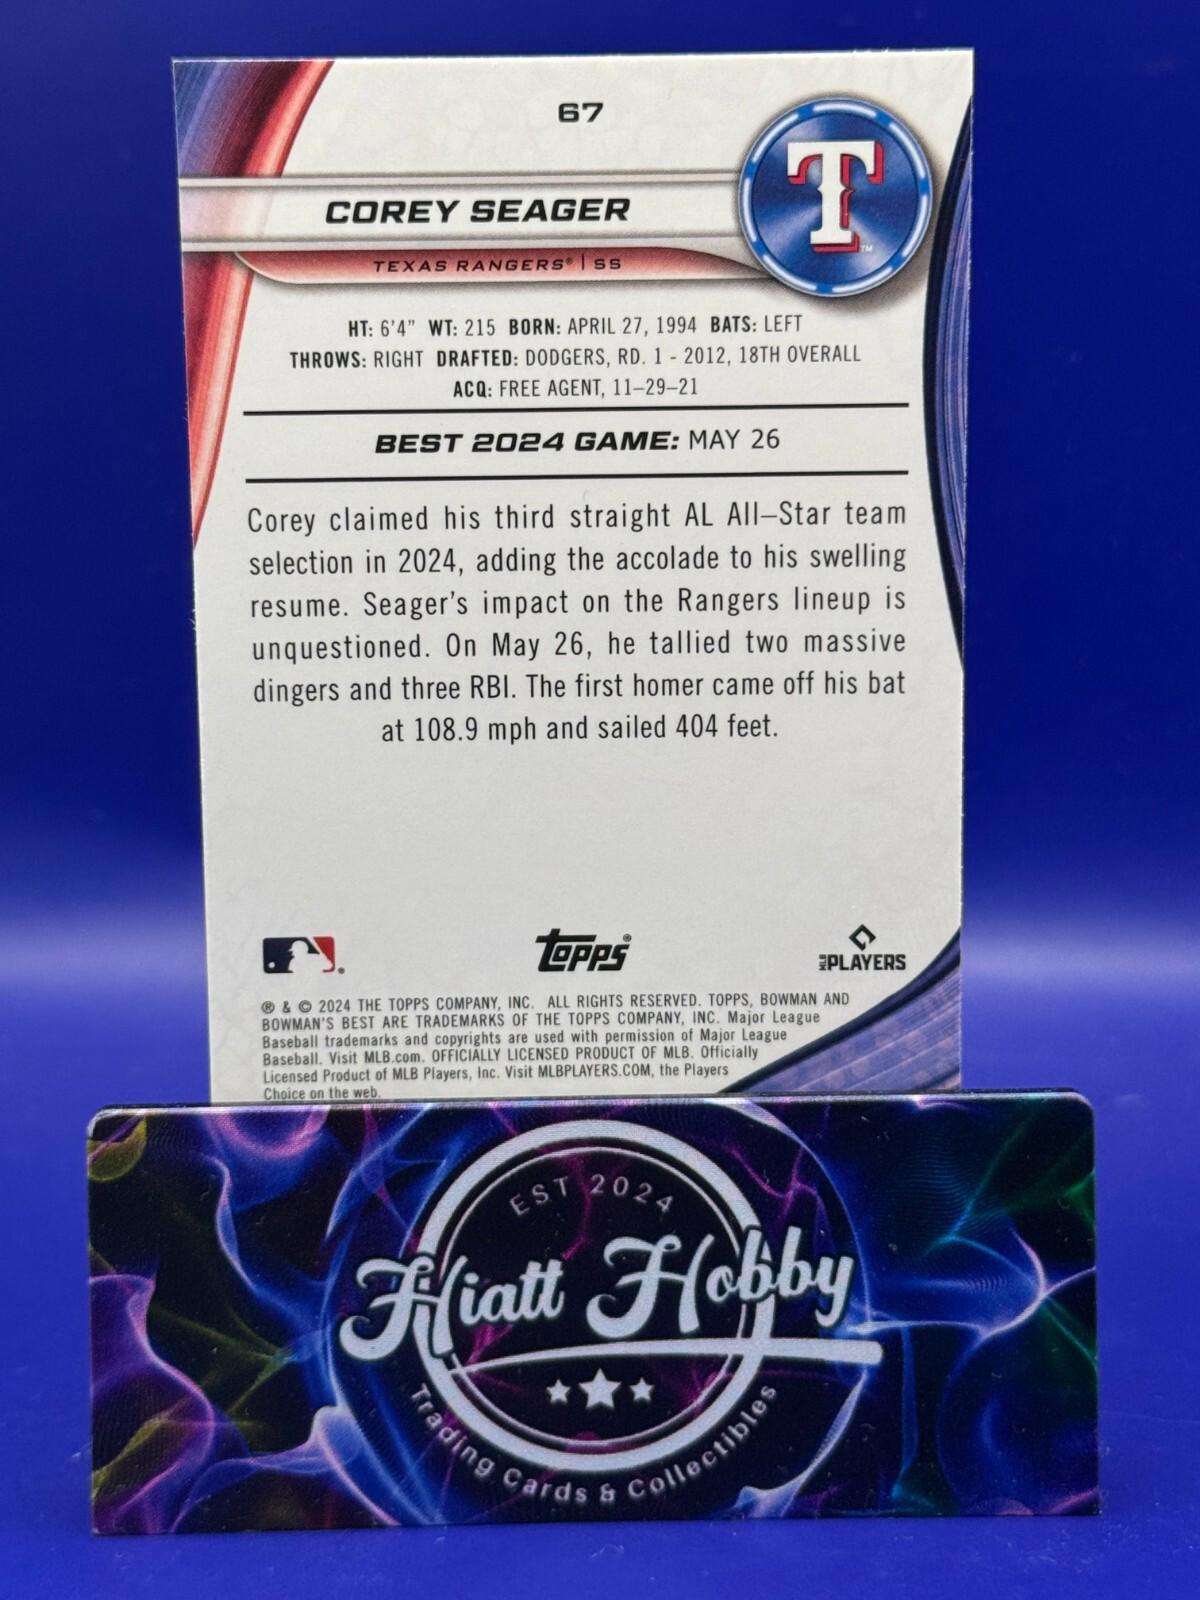 67
COREY SEAGER
T
TM
TEXAS RANGERS® | SS
HT: 6'4" WT: 215 BORN: APRIL 27, 1994 BATS: LEFT
THROWS: RIGHT DRAFTED: DODGERS, RD. 1 - 2012, 18TH OVERALL
ACQ: FREE AGENT, 11–29–21
BEST 2024 GAME: MAY 26
Corey claimed his third straight AL All–Star team
selection in 2024, adding the accolade to his swelling
resume. Seager's impact on the Rangers lineup is
unquestioned. On May 26, he tallied two massive
dingers and three RBI. The first homer came off his bat
at 108.9 mph and sailed 404 feet.
®
topps®
MLB PLAYERS
® & © 2024 THE TOPPS COMPANY, INC. ALL RIGHTS RESERVED. TOPPS, BOWMAN AND
BOWMAN'S BEST ARE TRADEMARKS OF THE TOPPS COMPANY, INC. Major League
Baseball trademarks and copyrights are used with permission of Major League
Baseball. Visit MLB.com. OFFICIALLY LICENSED PRODUCT OF MLB. Officially
Licensed Product of MLB Players, Inc. Visit MLBPLAYERS.COM, the Players
Choice on the web.
EST 2024
Hiatt Hobby
Trading Cards & Collectibles